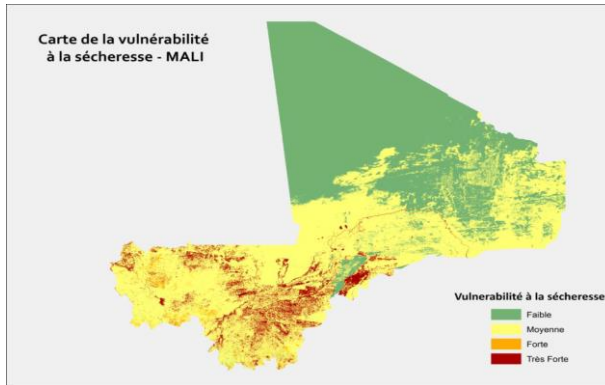 Carte de la vulnérabilité
à la sécheresse - MALI
Vulnerabilité à la sécheresse
Faible
Moyenne
Forte
Très Forte